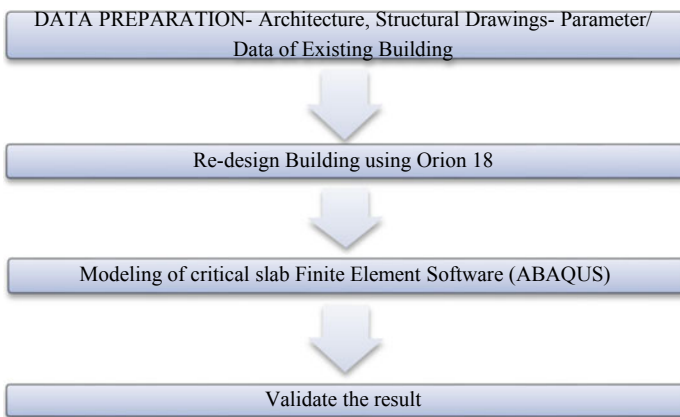 DATA PREPARATION- Architecture, Structural Drawings- Parameter/
Data of Existing Building
Re-design Building using Orion 18
Modeling of critical slab Finite Element Software (ABAQUS)
Validate the result